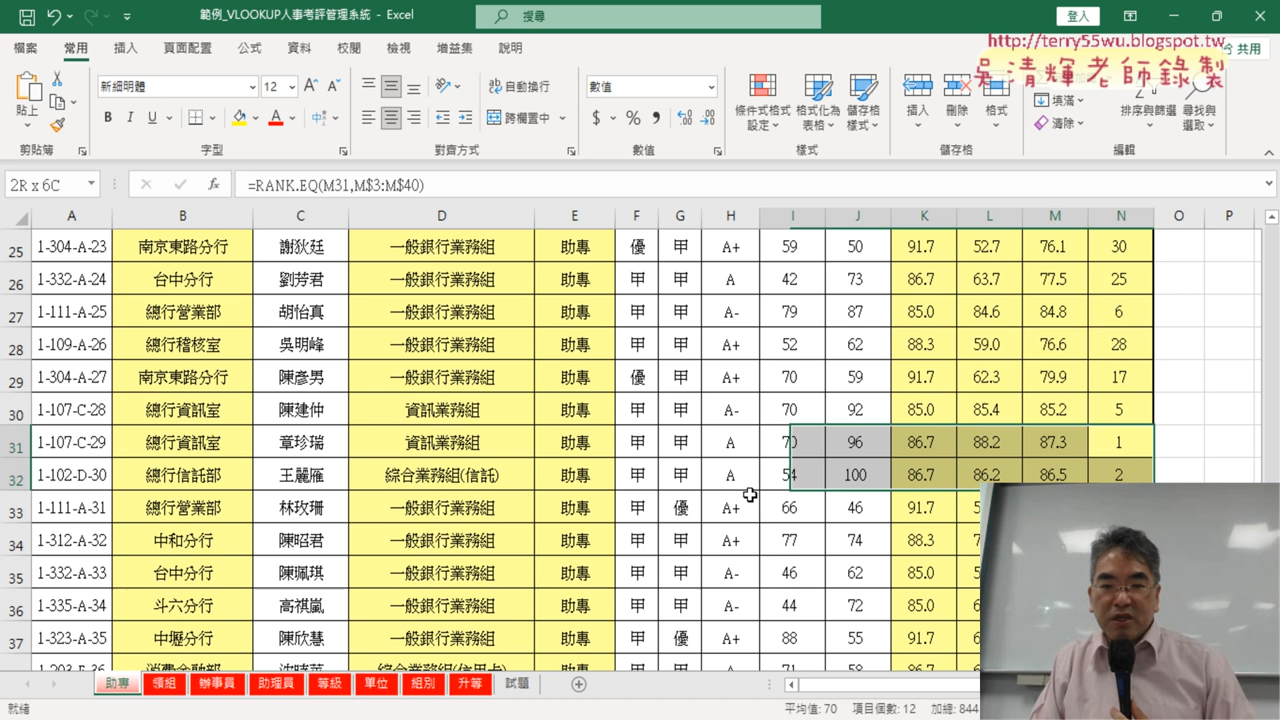 範例_VLOOKUP人事考評管理系統 - Excel
搜尋
登入
http://terry55wu.blogspot.tw
吳清輝老師錄製
檔案 常用 插入 頁面配置 公式 資料 校閱 檢視 增益集 說明 共用
新細明體 12 自動換行 數值 插入 刪除 格式
貼上 B I U 跨欄置中 $ % 條件式格式設定 格式化為表格 儲存格樣式 填滿 清除 排序與篩選 尋找與選取
剪貼簿 字型 對齊方式 數值 樣式 儲存格 編輯
2R x 6C fx =RANK.EQ(M31,M$3:M$40)
A B C D E F G H I J K L M N O P
25 1-304-A-23 南京東路分行 謝狄廷 一般銀行業務組 助專 優 甲 A+ 59 50 91.7 52.7 76.1 30
26 1-332-A-24 台中分行 劉芳君 一般銀行業務組 助專 甲 甲 A 42 73 86.7 63.7 77.5 25
27 1-111-A-25 總行營業部 胡怡真 一般銀行業務組 助專 甲 甲 A- 79 87 85.0 84.6 84.8 6
28 1-109-A-26 總行稽核室 吳明峰 一般銀行業務組 助專 甲 甲 A+ 52 62 88.3 59.0 76.6 28
29 1-304-A-27 南京東路分行 陳彥男 一般銀行業務組 助專 優 甲 A+ 70 59 91.7 62.3 79.9 17
30 1-107-C-28 總行資訊室 陳建仲 資訊業務組 助專 甲 甲 A- 70 92 85.0 85.4 85.2 5
31 1-107-C-29 總行資訊室 章珍瑞 資訊業務組 助專 甲 甲 A 70 96 86.7 88.2 87.3 1
32 1-102-D-30 總行信託部 王麗雁 綜合業務組(信託) 助專 甲 甲 A 54 100 86.7 86.2 86.5 2
33 1-111-A-31 總行營業部 林玫珊 一般銀行業務組 助專 甲 優 A+ 66 46 91.7
34 1-312-A-32 中和分行 陳昭君 一般銀行業務組 助專 甲 甲 A+ 77 74 88.3
35 1-332-A-33 台中分行 陳珮琪 一般銀行業務組 助專 甲 甲 A- 46 62 85.0
36 1-335-A-34 斗六分行 高祺嵐 一般銀行業務組 助專 甲 甲 A- 44 72 85.0
37 1-323-A-35 中壢分行 陳欣慧 一般銀行業務組 助專 甲 優 A+ 88 55 91.7
助專 領組 辦事員 助理員 等級 單位 組別 升等 試題
就緒 平均值: 70 項目個數: 12 加總: 844